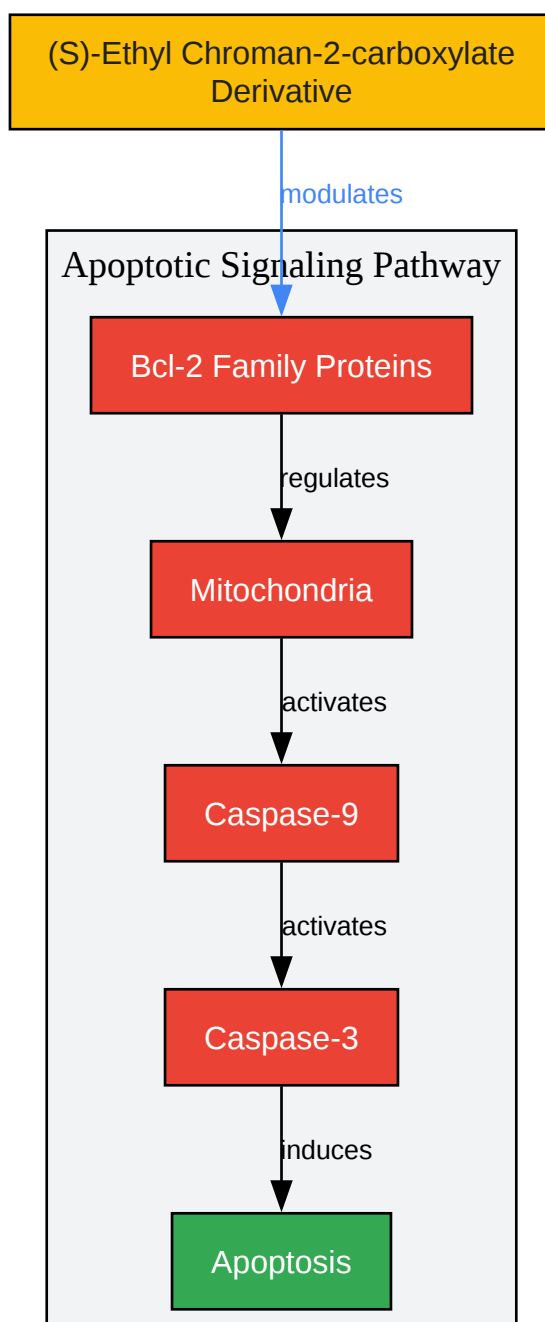 (S)-Ethyl Chroman-2-carboxylate
Derivative
modulates
Apoptotic Signaling Pathway
Bcl-2 Family Proteins
regulates
Mitochondria
activates
Caspase-9
activates
Caspase-3
induces
Apoptosis